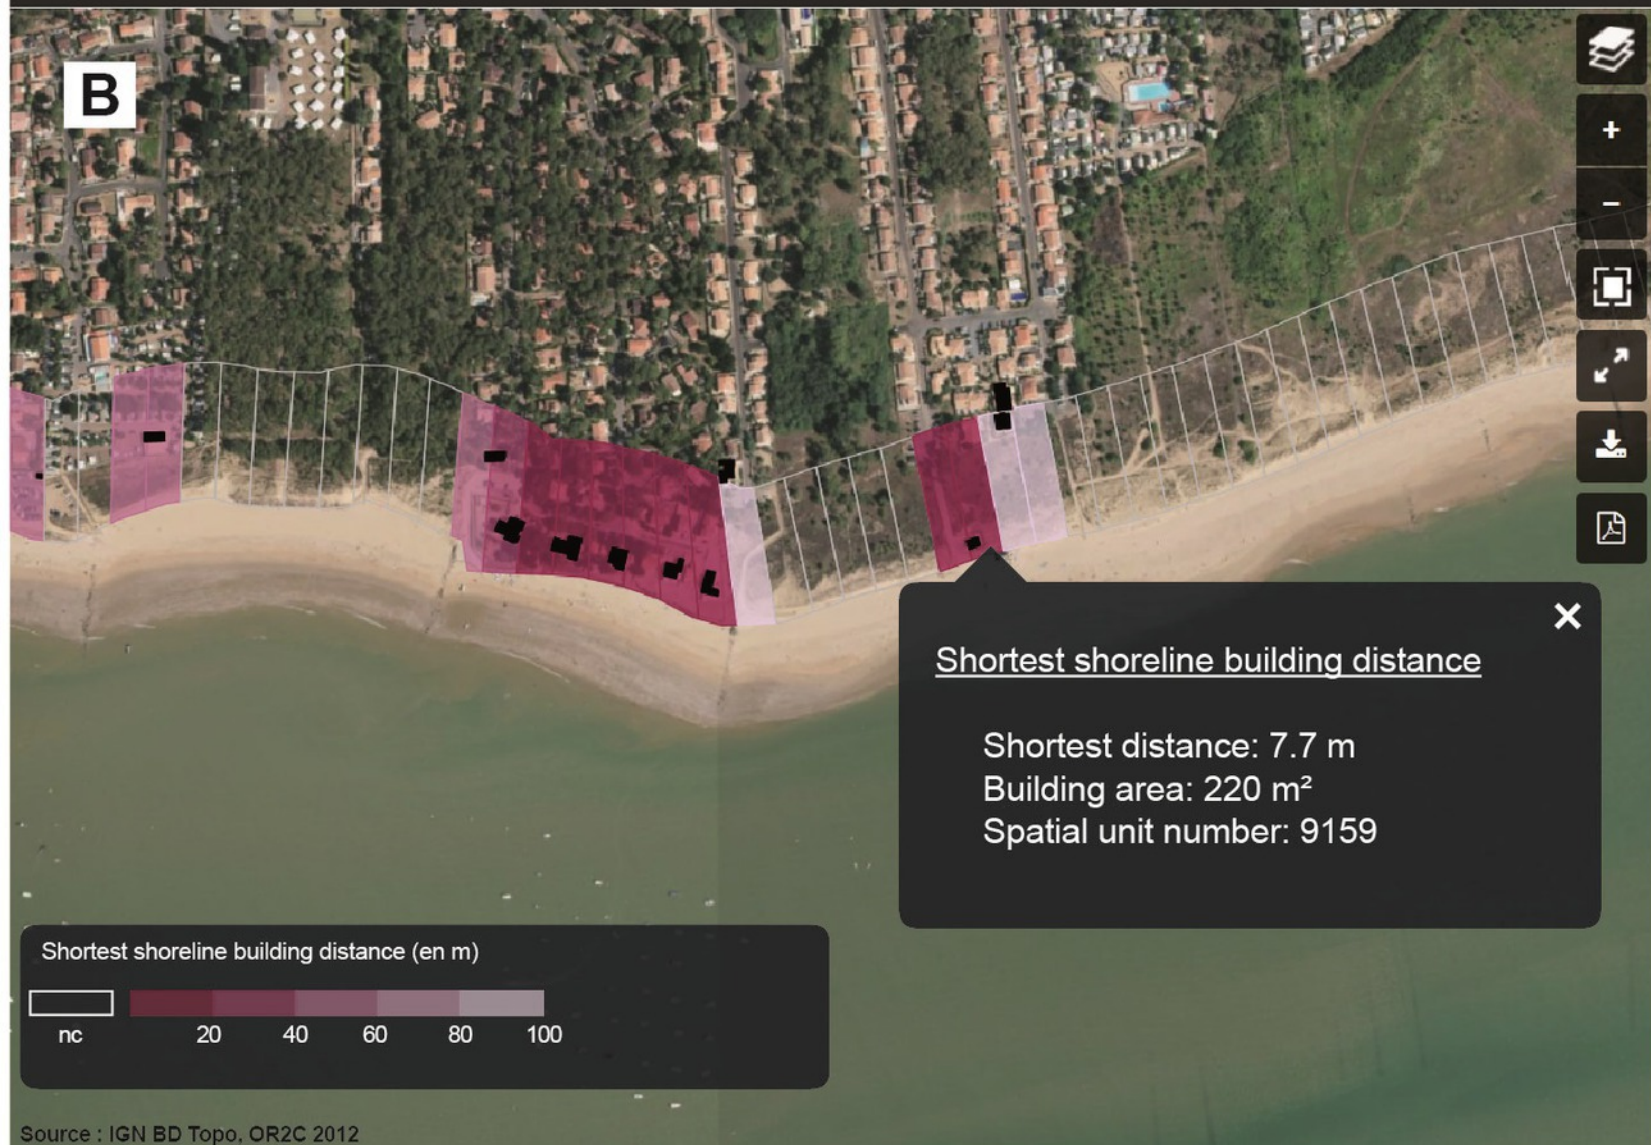 B
+
−
×
Shortest shoreline building distance
Shortest distance: 7.7 m
Building area: 220 m²
Spatial unit number: 9159
Shortest shoreline building distance (en m)
nc 20 40 60 80 100
Source : IGN BD Topo, OR2C 2012